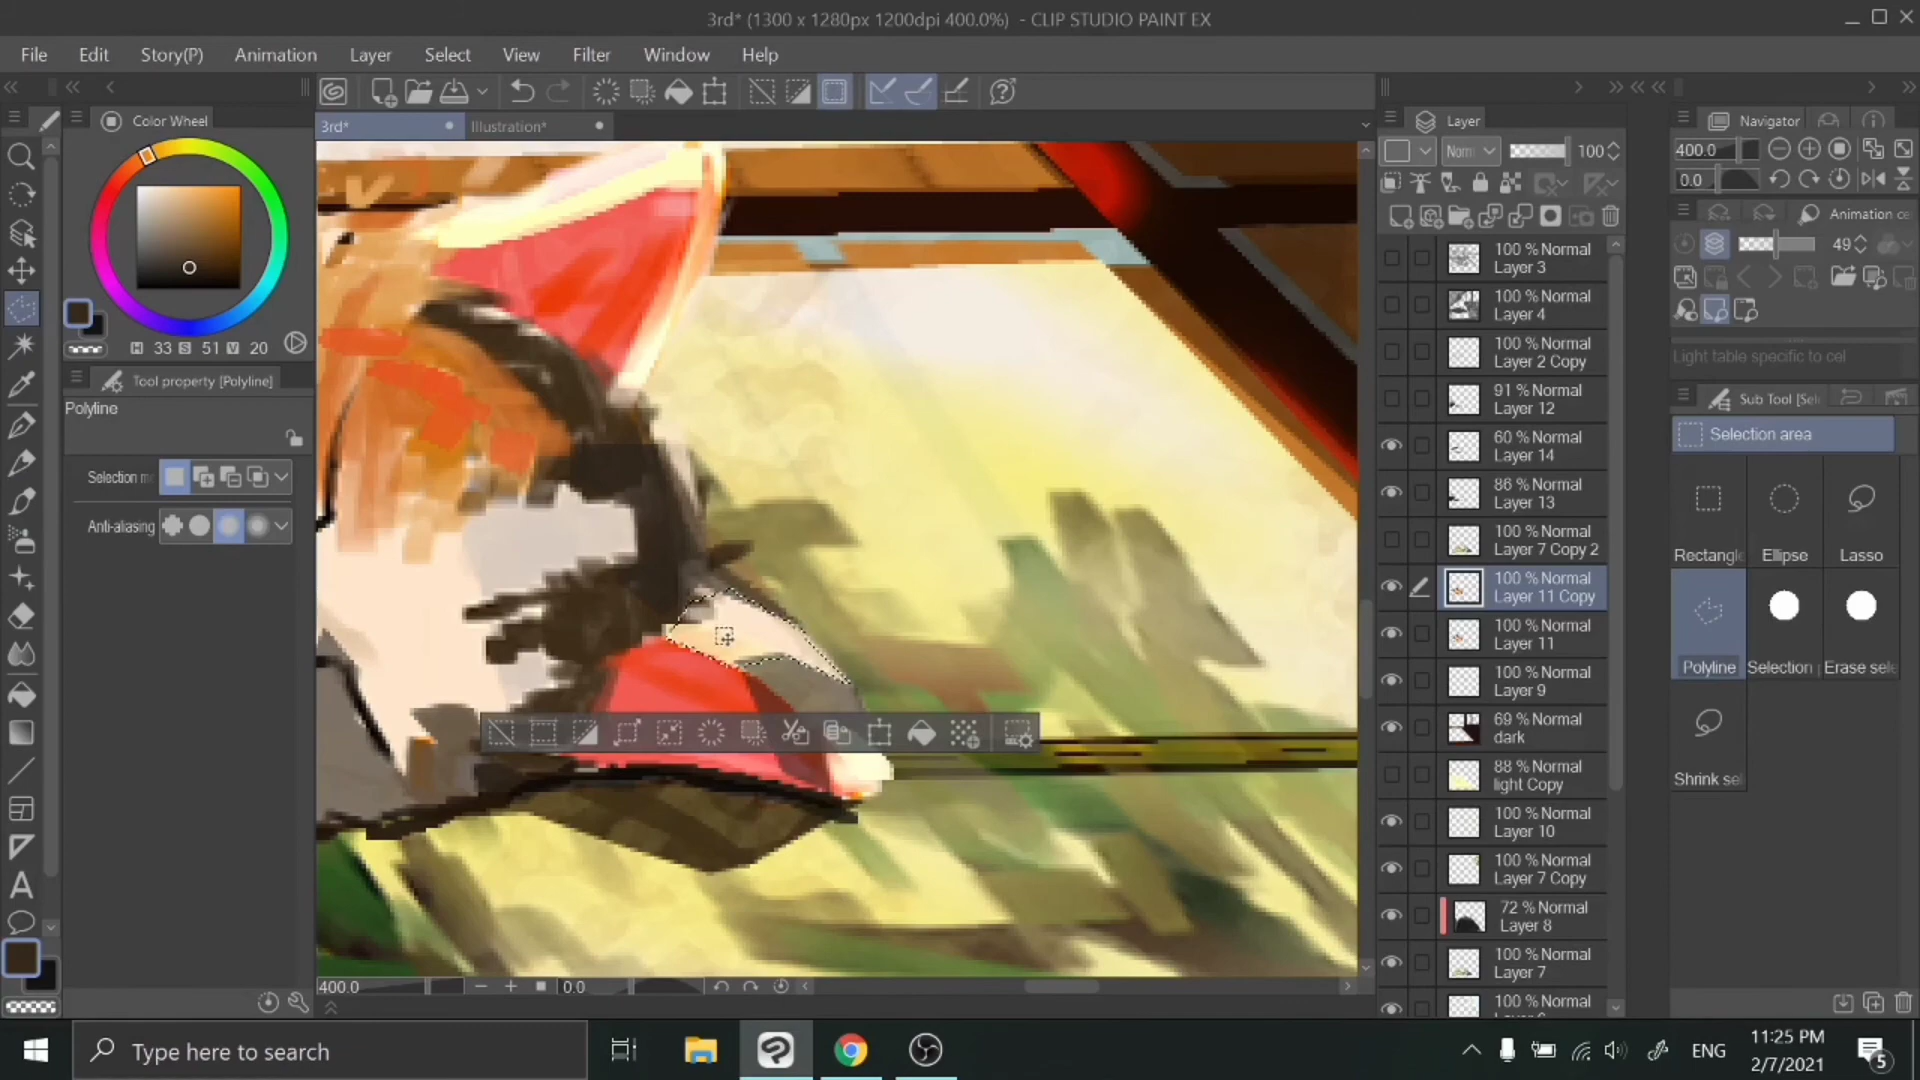 3rd* (1300 x 1280px 1200dpi 400.0%) - CLIP STUDIO PAINT EX
File Edit Story(P) Animation Layer Select View Filter Window Help
3rd* Illustration*
Color Wheel
H 33 S 51 V 20
Tool property [Polyline]
Polyline
Selection m
Anti-aliasing
400.0 0.0
Layer
Norm 100
100 % Normal
Layer 3
100 % Normal
Layer 4
100 % Normal
Layer 2 Copy
91 % Normal
Layer 12
60 % Normal
Layer 14
86 % Normal
Layer 13
100 % Normal
Layer 7 Copy 2
100 % Normal
Layer 11 Copy
100 % Normal
Layer 11
100 % Normal
Layer 9
69 % Normal
dark
88 % Normal
light Copy
100 % Normal
Layer 10
100 % Normal
Layer 7 Copy
72 % Normal
Layer 8
100 % Normal
Layer 7
100 % Normal
Navigator
400.0
0.0
Animation ce
49
Light table specific to cel
Sub Tool [Sel
Selection area
Rectangle Ellipse Lasso
Polyline Selection Erase sele
Shrink sel
Type here to search
ENG
11:25 PM
2/7/2021
5